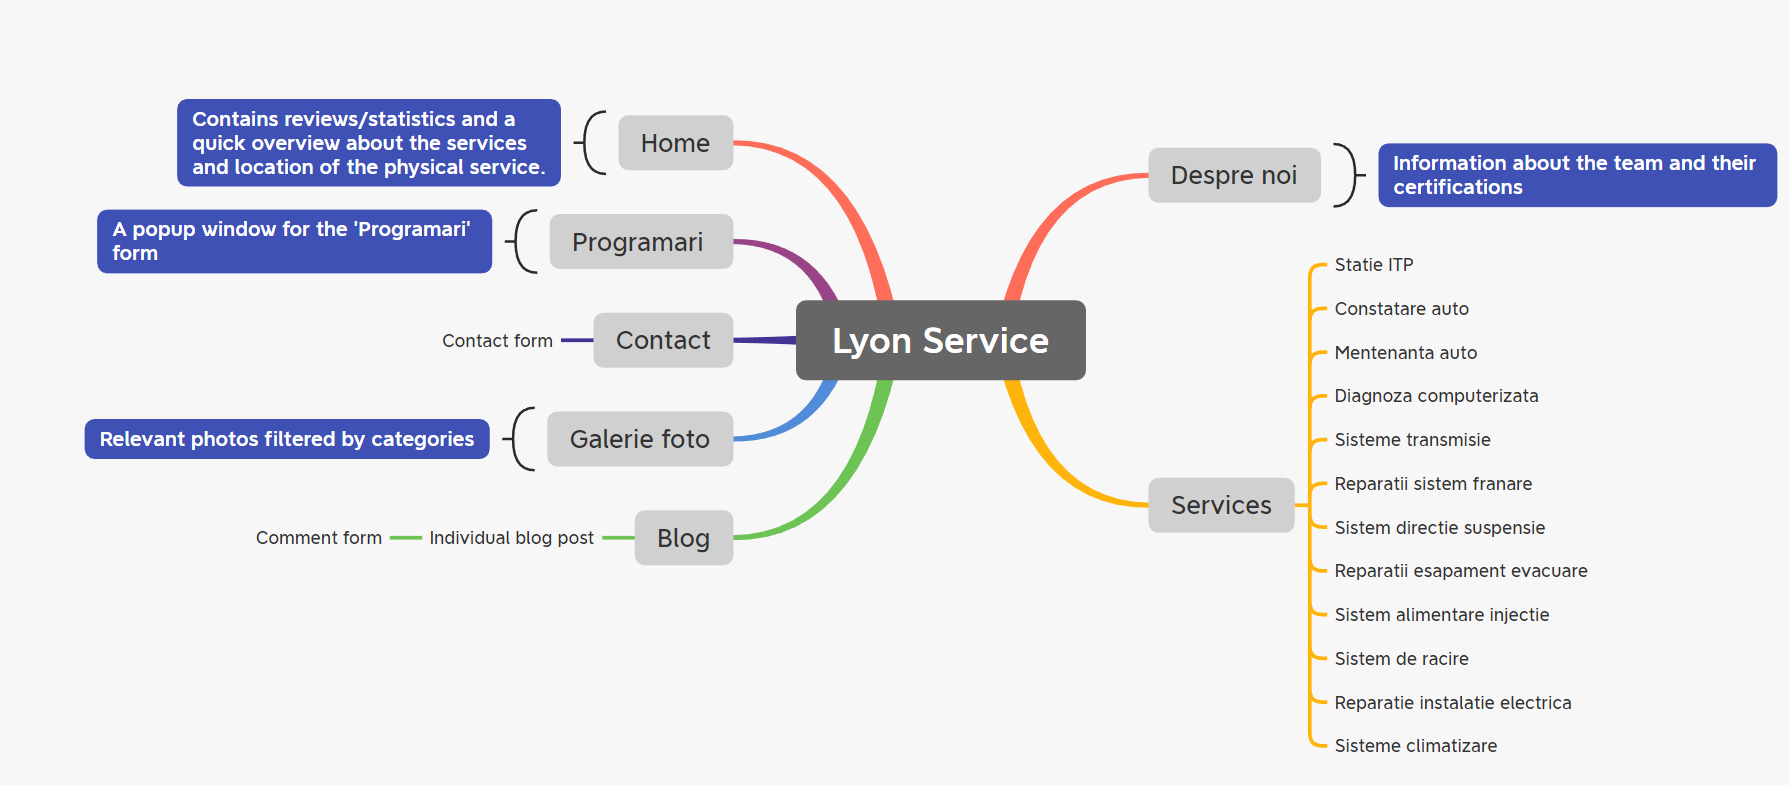 Contains reviews/statistics and a
quick overview about the services
and location of the physical service.
Home
A popup window for the 'Programari'
form
Programari
Contact form
Contact
Relevant photos filtered by categories
Galerie foto
Comment form
Individual blog post
Blog
Lyon Service
Despre noi
Information about the team and their
certifications
Services
Statie ITP
Constatare auto
Mentenanta auto
Diagnoza computerizata
Sisteme transmisie
Reparatii sistem franare
Sistem directie suspensie
Reparatii esapament evacuare
Sistem alimentare injectie
Sistem de racire
Reparatie instalatie electrica
Sisteme climatizare